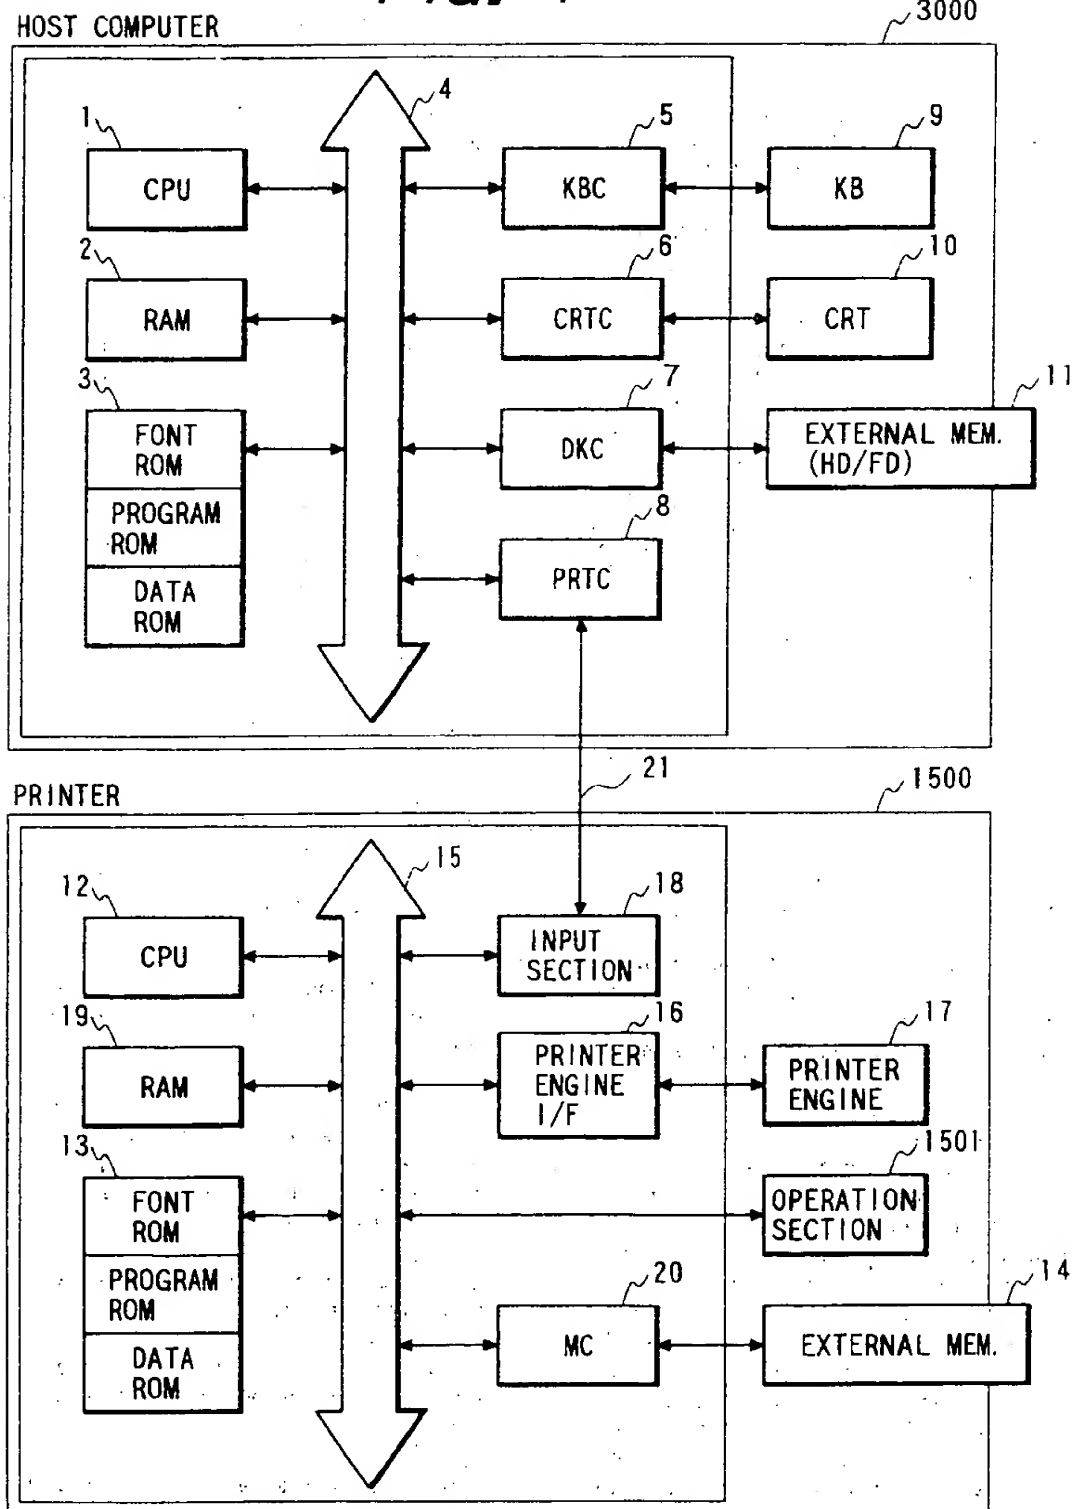 HOST COMPUTER
3000
4
1
CPU
5
KBC
9
KB
2
RAM
6
CRTC
10
CRT
3
FONT
ROM
PROGRAM
ROM
DATA
ROM
7
DKC
11
EXTERNAL MEM.
(HD/FD)
8
PRTC
21
PRINTER
1500
15
12
CPU
18
INPUT
SECTION
19
RAM
16
PRINTER
ENGINE
I/F
17
PRINTER
ENGINE
13
FONT
ROM
PROGRAM
ROM
DATA
ROM
1501
OPERATION
SECTION
20
MC
14
EXTERNAL MEM.